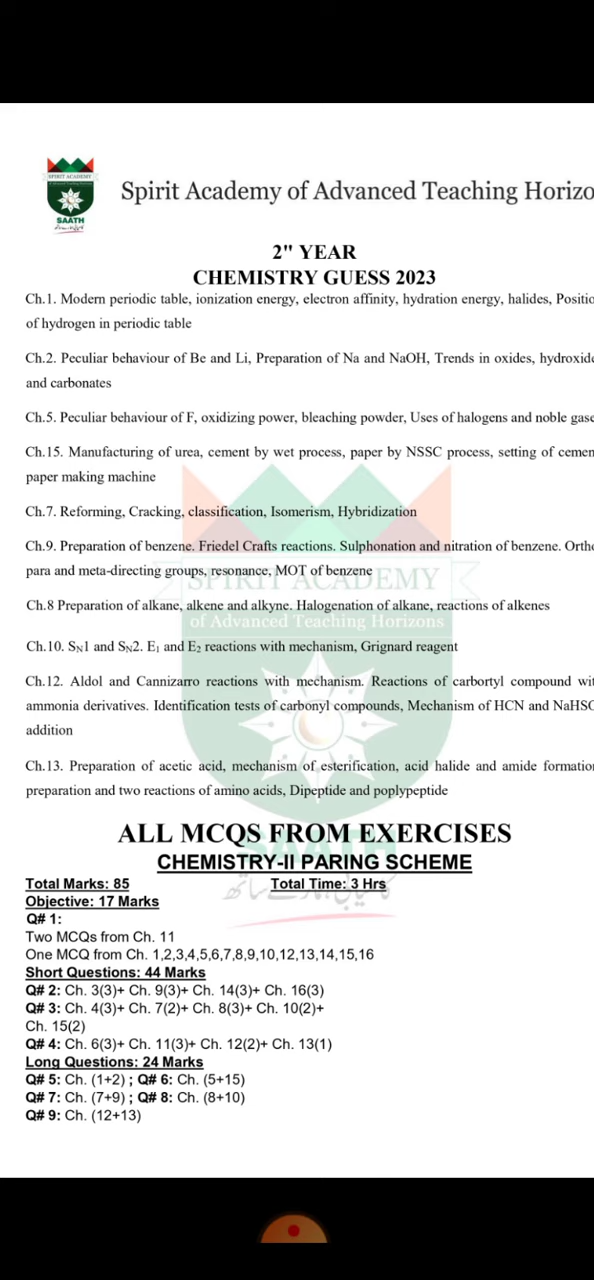 SPIRIT ACADEMY
SAATH
Spirit Academy of Advanced Teaching Horizo
2" YEAR
CHEMISTRY GUESS 2023
Ch.1. Modern periodic table, ionization energy, electron affinity, hydration energy, halides, Positio
of hydrogen in periodic table
Ch.2. Peculiar behaviour of Be and Li, Preparation of Na and NaOH, Trends in oxides, hydroxide
and carbonates
Ch.5. Peculiar behaviour of F, oxidizing power, bleaching powder, Uses of halogens and noble gase
Ch.15. Manufacturing of urea, cement by wet process, paper by NSSC process, setting of cemen
paper making machine
Ch.7. Reforming, Cracking, classification, Isomerism, Hybridization
Ch.9. Preparation of benzene. Friedel Crafts reactions. Sulphonation and nitration of benzene. Ortho
para and meta-directing groups, resonance, MOT of benzene
SPIRIT ACADEMY
Ch.8 Preparation of alkane, alkene and alkyne. Halogenation of alkane, reactions of alkenes
of Advanced Teaching Horizons
Ch.10. SN1 and SN2. E1 and E2 reactions with mechanism, Grignard reagent
Ch.12. Aldol and Cannizarro reactions with mechanism. Reactions of carbortyl compound wit
ammonia derivatives. Identification tests of carbonyl compounds, Mechanism of HCN and NaHSO
addition
Ch.13. Preparation of acetic acid, mechanism of esterification, acid halide and amide formation
preparation and two reactions of amino acids, Dipeptide and poplypeptide
ALL MCQS FROM EXERCISES
SAATH
CHEMISTRY-II PARING SCHEME
Total Marks: 85 Total Time: 3 Hrs
Objective: 17 Marks
Q# 1:
Two MCQs from Ch. 11
One MCQ from Ch. 1,2,3,4,5,6,7,8,9,10,12,13,14,15,16
Short Questions: 44 Marks
Q# 2: Ch. 3(3)+ Ch. 9(3)+ Ch. 14(3)+ Ch. 16(3)
Q# 3: Ch. 4(3)+ Ch. 7(2)+ Ch. 8(3)+ Ch. 10(2)+
Ch. 15(2)
Q# 4: Ch. 6(3)+ Ch. 11(3)+ Ch. 12(2)+ Ch. 13(1)
Long Questions: 24 Marks
Q# 5: Ch. (1+2) ; Q# 6: Ch. (5+15)
Q# 7: Ch. (7+9) ; Q# 8: Ch. (8+10)
Q# 9: Ch. (12+13)